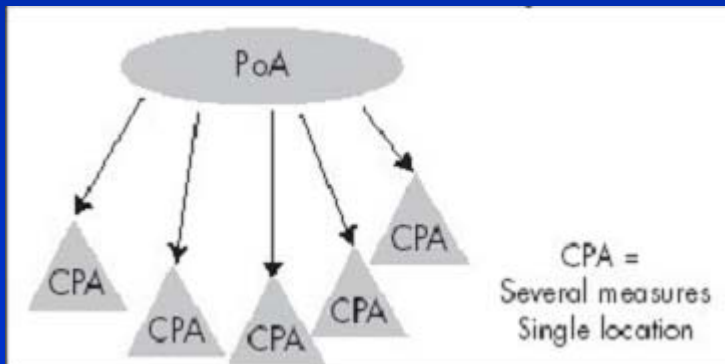 PoA
CPA
CPA
CPA
CPA
CPA
CPA =
Several measures
Single location